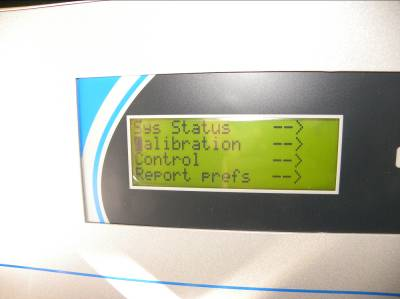 Sys Status -->
Calibration -->
Control -->
Report prefs -->